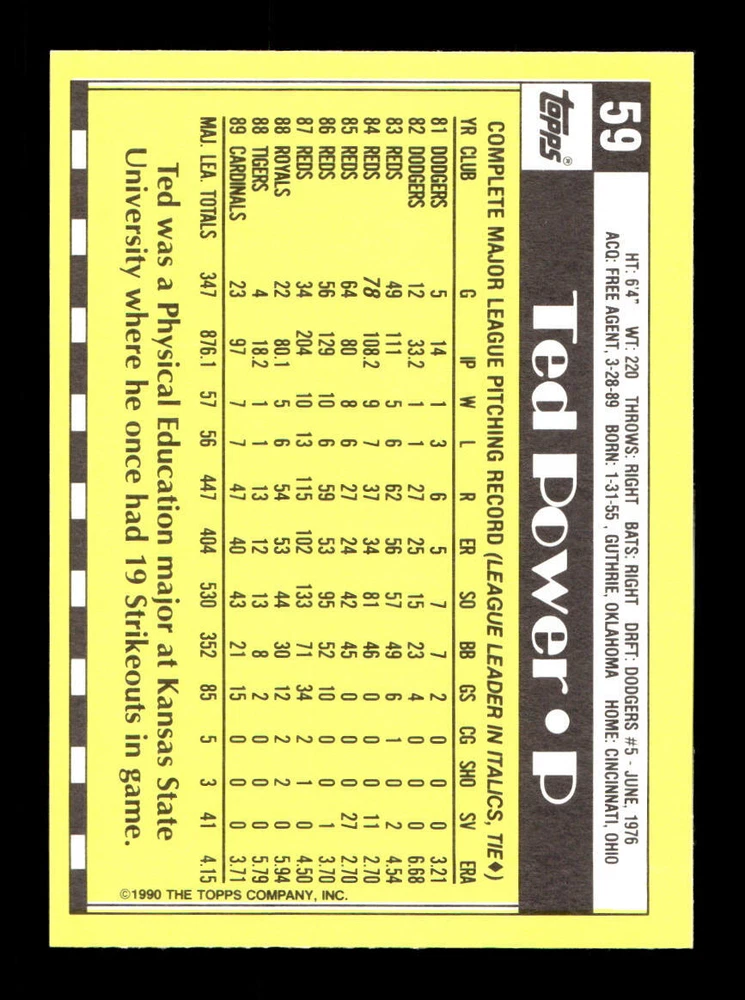 59
HT: 6'4" WT: 220 THROWS: RIGHT BATS: RIGHT DRFT: DODGERS #5 - JUNE, 1976
ACQ: FREE AGENT, 3-28-89 BORN: 1-31-55 , GUTHRIE, OKLAHOMA HOME: CINCINNATI, OHIO
Topps® Ted Power • P
COMPLETE MAJOR LEAGUE PITCHING RECORD (LEAGUE LEADER IN ITALICS, TIE♦)
YR CLUB G IP W L R ER SO BB GS CG SHO SV ERA
81 DODGERS 5 14 1 3 6 5 7 7 2 0 0 0 3.21
82 DODGERS 12 33.2 1 1 27 25 15 23 4 0 0 0 6.68
83 REDS 49 111 5 6 62 56 57 49 6 1 0 2 4.54
84 REDS 78 108.2 9 7 37 34 81 46 0 0 0 11 2.70
85 REDS 64 80 8 6 27 24 42 45 0 0 0 27 2.70
86 REDS 56 129 10 6 59 53 95 52 10 0 0 1 3.70
87 REDS 34 204 10 13 115 102 133 71 34 2 1 0 4.50
88 ROYALS 22 80.1 5 6 54 53 44 30 12 2 2 0 5.94
88 TIGERS 4 18.2 1 1 13 12 13 8 2 0 0 0 5.79
89 CARDINALS 23 97 7 7 47 40 43 21 15 0 0 0 3.71
MAJ. LEA. TOTALS 347 876.1 57 56 447 404 530 352 85 5 3 41 4.15
Ted was a Physical Education major at Kansas State
University where he once had 19 Strikeouts in game.
©1990 THE TOPPS COMPANY, INC.